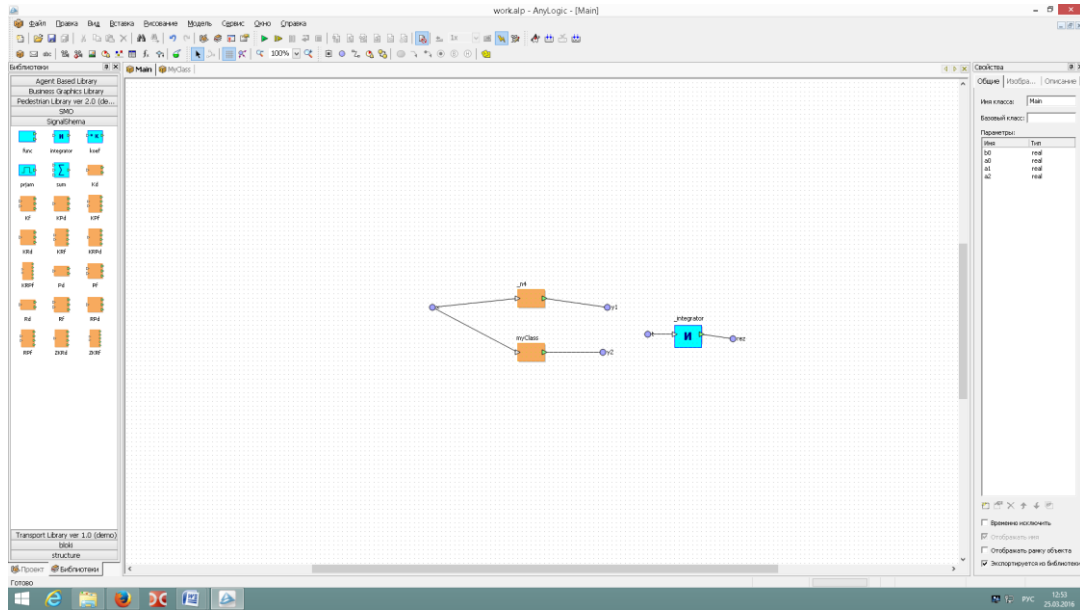 work.alp - AnyLogic - [Main]
Файл Правка Вид Вставка Рисование Модель Сервис Окно Справка
100%
Библиотеки
Main MyClass
Свойства
Agent Based Library
Business Graphics Library
Pedestrian Library ver 2.0 (de...
SMO
SignalShema
func integrator koef
sum Kd
Kf KPd KPf
KRd KRf KRPd
KRPf Pd Pf
Rd Rf RPd
RPf ZKRd ZKRf
_n4
y1
myClass
y2
_integrator
И
rez
Общие Изобра... Описание
Имя класса: Main
Базовый класс:
Параметры:
Имя Тип
b0 real
a0 real
a1 real
a2 real
Временно исключить
Отображать имя
Отображать рамку объекта
Экспортируется из библиотеки
Transport Library ver 1.0 (demo)
bloki
structure
Проект Библиотеки
Готово
РУС
12:53
25.03.2016